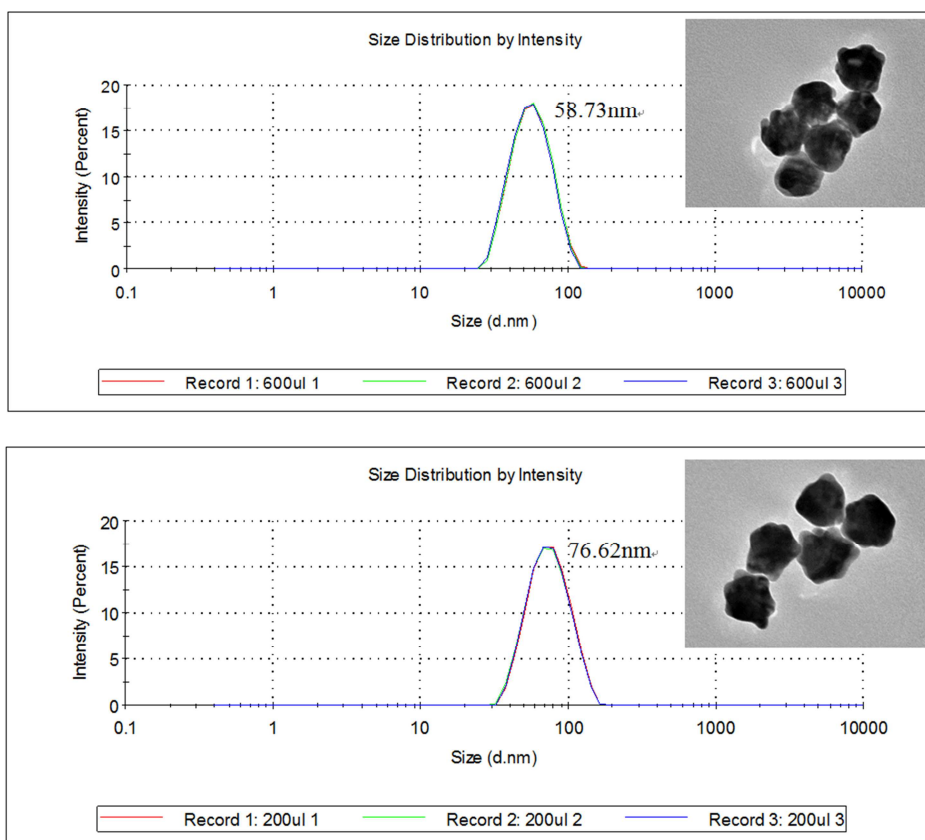 Size Distribution by Intensity
20
15
10
5
0
Intensity (Percent)
58.73nm
0.1 1 10 100 1000 10000
Size (d.nm)
Record 1: 600ul 1 Record 2: 600ul 2 Record 3: 600ul 3
Size Distribution by Intensity
20
15
10
5
0
Intensity (Percent)
76.62nm
0.1 1 10 100 1000 10000
Size (d.nm)
Record 1: 200ul 1 Record 2: 200ul 2 Record 3: 200ul 3